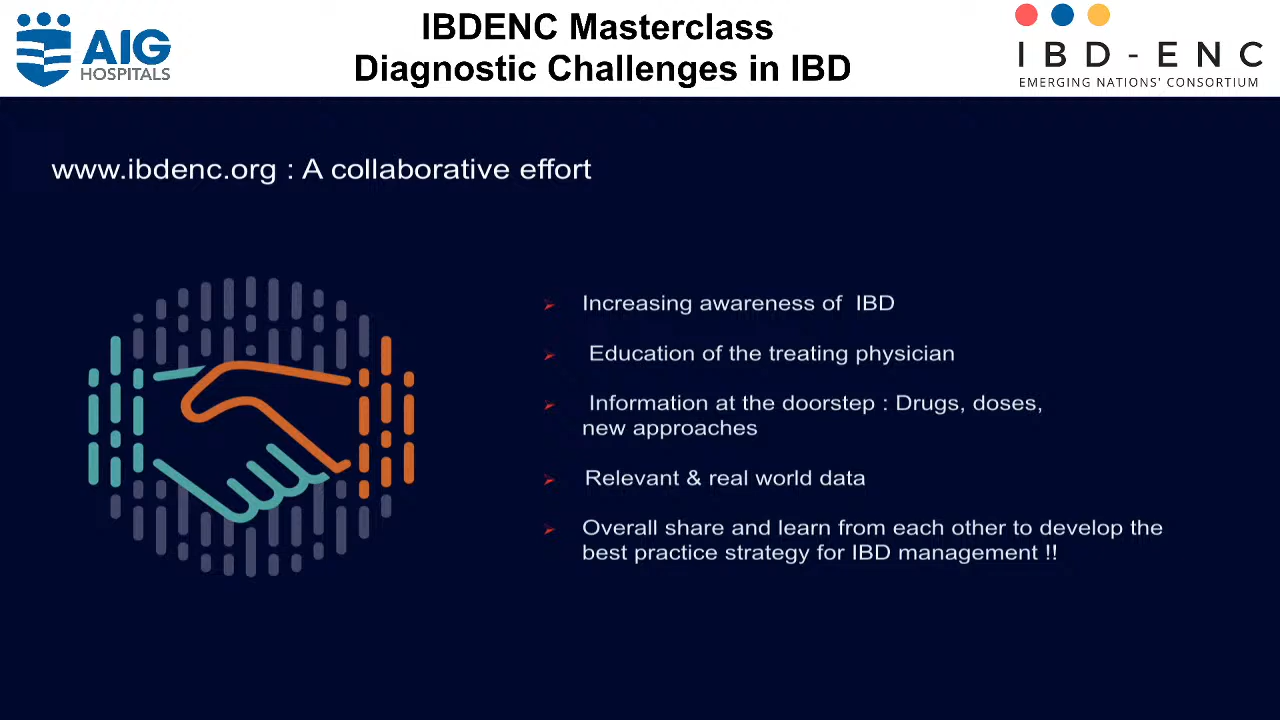 AIG
HOSPITALS
IBDENC Masterclass
Diagnostic Challenges in IBD
IBD-ENC
EMERGING NATIONS' CONSORTIUM
www.ibdenc.org : A collaborative effort
Increasing awareness of IBD
Education of the treating physician
Information at the doorstep : Drugs, doses,
new approaches
Relevant & real world data
Overall share and learn from each other to develop the
best practice strategy for IBD management !!